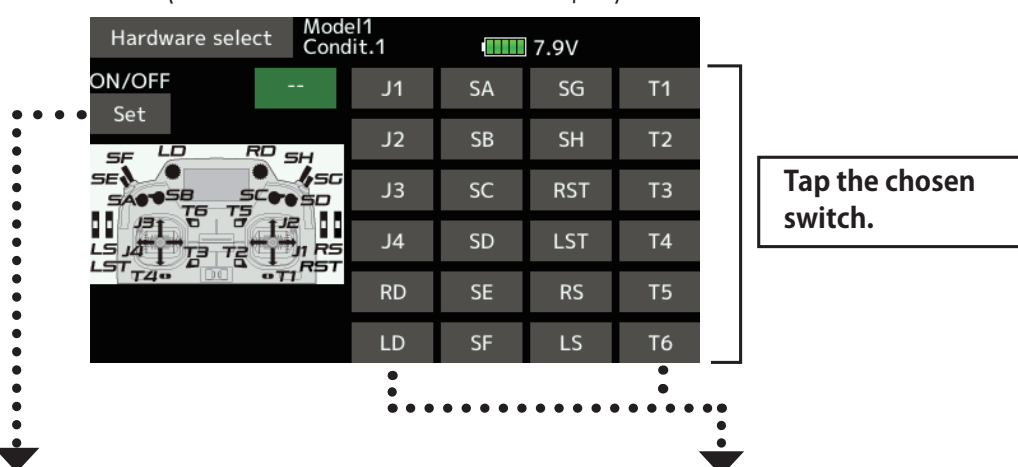 Hardware select
Model1
Condit.1
7.9V
ON/OFF
--
Set
J1 SA SG T1
J2 SB SH T2
J3 SC RST T3
J4 SD LST T4
RD SE RS T5
LD SF LS T6
LD RD
SF SH
SE SG
SA SB SC SD
T6 T5
J3 J2
LS J4 T3 T2 J1 RS
LST RST
T4 T1
Tap the chosen
switch.